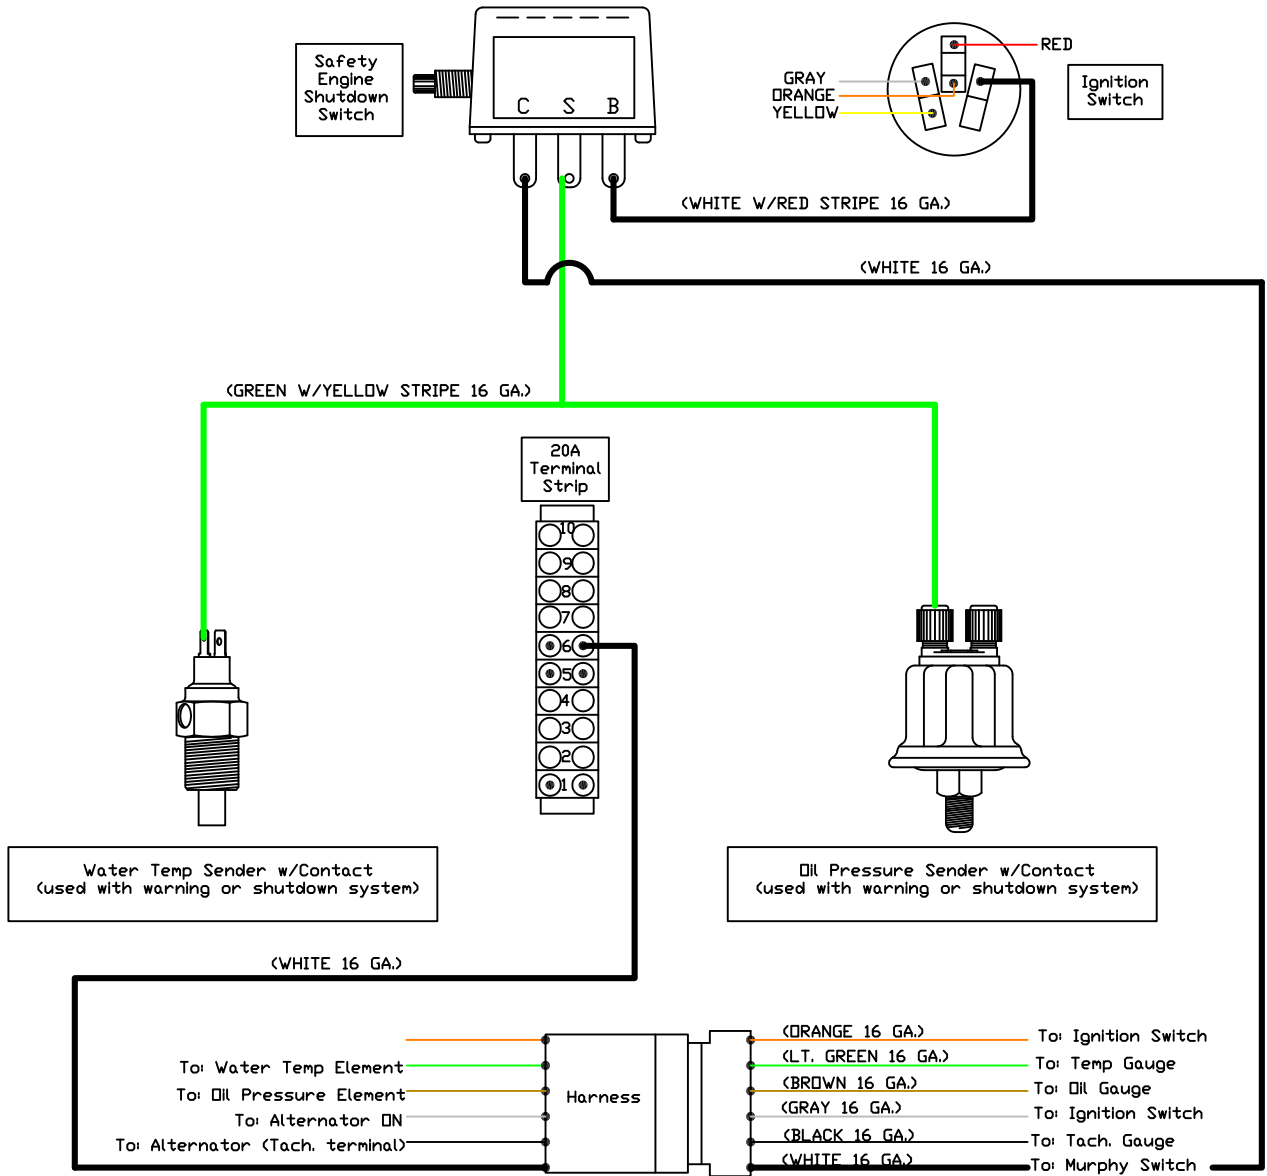 Safety
Engine
Shutdown
Switch
C S B
RED
GRAY
ORANGE
YELLOW
Ignition
Switch
(WHITE W/RED STRIPE 16 GA.)
(WHITE 16 GA.)
(GREEN W/YELLOW STRIPE 16 GA.)
20A
Terminal
Strip
10
9
8
7
6
5
4
3
2
1
Water Temp Sender w/Contact
(used with warning or shutdown system)
Oil Pressure Sender w/Contact
(used with warning or shutdown system)
(WHITE 16 GA.)
To: Water Temp Element
To: Oil Pressure Element
To: Alternator ON
To: Alternator (Tach. terminal)
Harness
(ORANGE 16 GA.) To: Ignition Switch
(LT. GREEN 16 GA.) To: Temp Gauge
(BROWN 16 GA.) To: Oil Gauge
(GRAY 16 GA.) To: Ignition Switch
(BLACK 16 GA.) To: Tach. Gauge
(WHITE 16 GA.) To: Murphy Switch